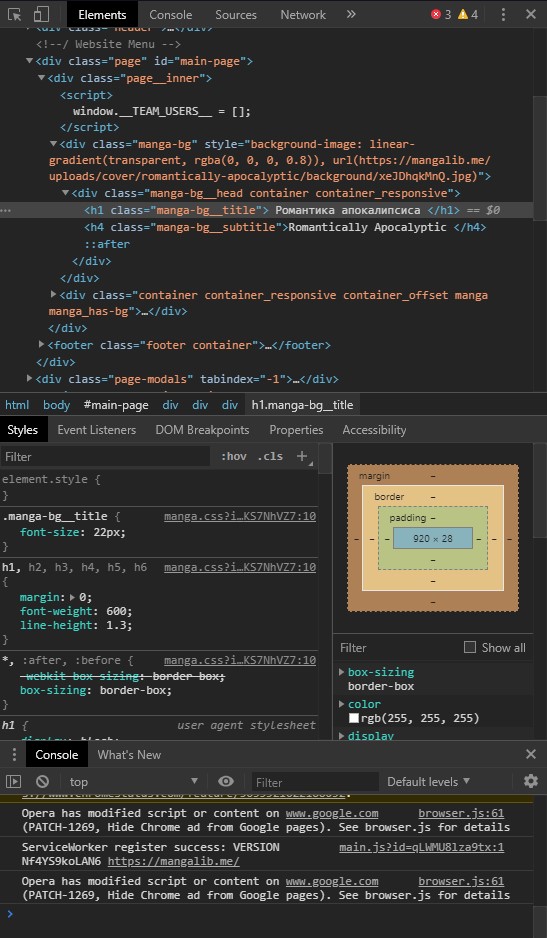 Elements Console Sources Network » 3 4
<div class="header">…</div>
<!--/ Website Menu -->
<div class="page" id="main-page">
<div class="page__inner">
<script>
window.__TEAM_USERS__ = [];
</script>
<div class="manga-bg" style="background-image: linear-
gradient(transparent, rgba(0, 0, 0, 0.8)), url(https://mangalib.me/
uploads/cover/romantically-apocalyptic/background/xeJDhqkMnQ.jpg)">
<div class="manga-bg__head container container_responsive">
… <h1 class="manga-bg__title"> Романтика апокалипсиса </h1> == $0
<h4 class="manga-bg__subtitle">Romantically Apocalyptic </h4>
::after
</div>
</div>
<div class="container container_responsive container_offset manga
manga_has-bg">…</div>
</div>
<footer class="footer container">…</footer>
</div>
<div class="page-modals" tabindex="-1">…</div>
html body #main-page div div div h1.manga-bg__title
Styles Event Listeners DOM Breakpoints Properties Accessibility
Filter :hov .cls +
element.style {
}
.manga-bg__title { manga.css?i…KS7NhVZ7:10
font-size: 22px;
}
h1, h2, h3, h4, h5, h6 manga.css?i…KS7NhVZ7:10
{
margin: 0;
font-weight: 600;
line-height: 1.3;
}
*, :after, :before { manga.css?i…KS7NhVZ7:10
-webkit-box-sizing: border-box;
box-sizing: border-box;
}
h1 { user agent stylesheet
display: block;
margin –
border –
padding –
– – – 920 × 28 – – –
–
–
–
Filter Show all
box-sizing
border-box
color
rgb(255, 255, 255)
display
Console What's New
top Filter Default levels
Opera has modified script or content on www.google.com browser.js:61
(PATCH-1269, Hide Chrome ad from Google pages). See browser.js for details
ServiceWorker register success: VERSION main.js?id=qLWMU8lza9tx:1
Nf4YS9koLAN6 https://mangalib.me/
Opera has modified script or content on www.google.com browser.js:61
(PATCH-1269, Hide Chrome ad from Google pages). See browser.js for details
>